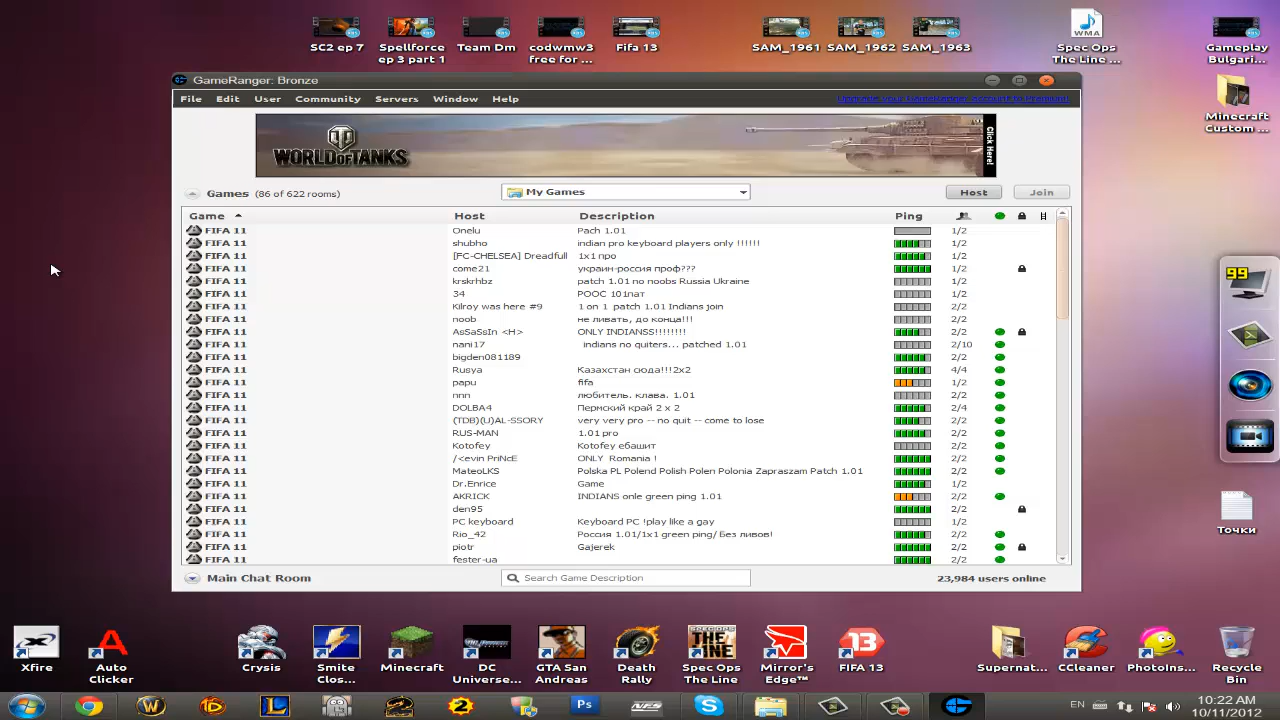 SC2 ep 7
Spellforce ep 3 part 1
Team Dm
codwmw3 free for ...
Fifa 13
SAM_1961
SAM_1962
SAM_1963
Spec Ops The Line ...
Gameplay Bulgari...
Minecraft Custom ...
GameRanger: Bronze
File Edit User Community Servers Window Help
Upgrade your GameRanger account to Premium!
WORLD OF TANKS
Click Here!
Games (86 of 622 rooms)
My Games
Host
Join
Game Host Description Ping
FIFA 11 Onelu Pach 1.01 1/2
FIFA 11 shubho indian pro keyboard players only !!!!!! 1/2
FIFA 11 [FC-CHELSEA] Dreadfull 1x1 npo 1/2
FIFA 11 come21 украин-россия проф??? 1/2
FIFA 11 krskrhbz patch 1.01 no noobs Russia Ukraine 1/2
FIFA 11 34 РООС 101пат 1/2
FIFA 11 Kilroy was here #9 1 on 1 patch 1.01 Indians join 2/2
FIFA 11 noob не ливать, до конца!!! 2/2
FIFA 11 AsSaSsIn <H> ONLY INDIANSS!!!!!!!! 2/2
FIFA 11 nani17 indians no quiters... patched 1.01 2/10
FIFA 11 bigden081189 2/2
FIFA 11 Rusya Казахстан сюда!!!2x2 4/4
FIFA 11 papu fifa 1/2
FIFA 11 nnn любитель. клава. 1.01 2/2
FIFA 11 DOLBA4 Пермский край 2 x 2 2/4
FIFA 11 (TDB)(U)AL-SSORY very very pro -- no quit -- come to lose 2/2
FIFA 11 RUS-MAN 1.01 pro 2/2
FIFA 11 Kotofey Kotofey ебашит 2/2
FIFA 11 /<evin PriNcE ONLY Romania ! 2/2
FIFA 11 MateoLKS Polska PL Polend Polish Polen Polonia Zapraszam Patch 1.01 2/2
FIFA 11 Dr.Enrice Game 1/2
FIFA 11 AKRICK INDIANS onle green ping 1.01 2/2
FIFA 11 den95 2/2
FIFA 11 PC keyboard Keyboard PC !play like a gay 1/2
FIFA 11 Rio_42 Россия 1.01/1x1 green ping/ Без ливов! 2/2
FIFA 11 piotr Gajerek 2/2
FIFA 11 fester-ua 2/2
Main Chat Room
Search Game Description
23,984 users online
99
Точки
Xfire
Auto Clicker
Crysis
Smite Clos...
Minecraft
DC Universe...
GTA San Andreas
Death Rally
Spec Ops The Line
Mirror's Edge™
FIFA 13
Supernat...
CCleaner
PhotoIns...
Recycle Bin
EN
10:22 AM
10/11/2012